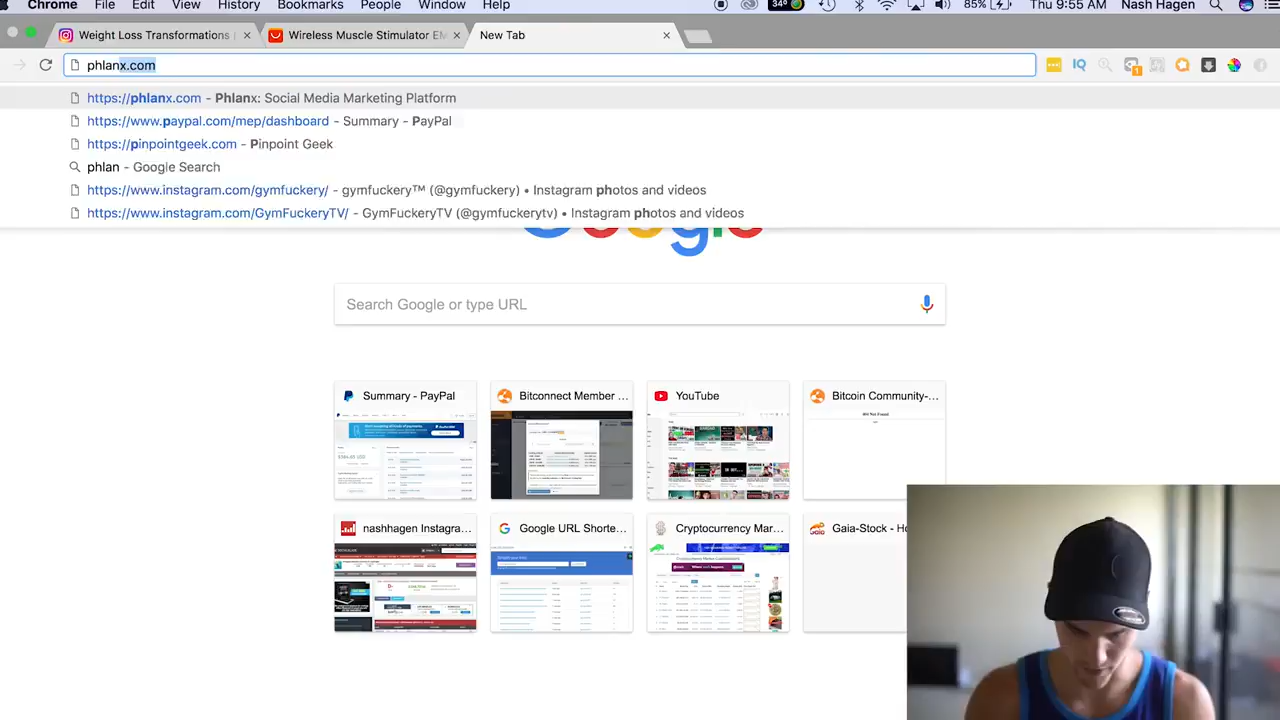 Chrome File Edit View History Bookmarks People Window Help 34° 85% Thu 9:55 AM Nash Hagen
Weight Loss Transformations Wireless Muscle Stimulator EM New Tab
phlanx.com
https://phlanx.com - Phlanx: Social Media Marketing Platform
https://www.paypal.com/mep/dashboard - Summary - PayPal
https://pinpointgeek.com - Pinpoint Geek
phlan - Google Search
https://www.instagram.com/gymfuckery/ - gymfuckery™ (@gymfuckery) • Instagram photos and videos
https://www.instagram.com/GymFuckeryTV/ - GymFuckeryTV (@gymfuckerytv) • Instagram photos and videos
Google
Search Google or type URL
Summary - PayPal Bitconnect Member ... YouTube Bitcoin Community-...
nashhagen Instagra... Google URL Shorte... Cryptocurrency Mar... Gaia-Stock - Ho